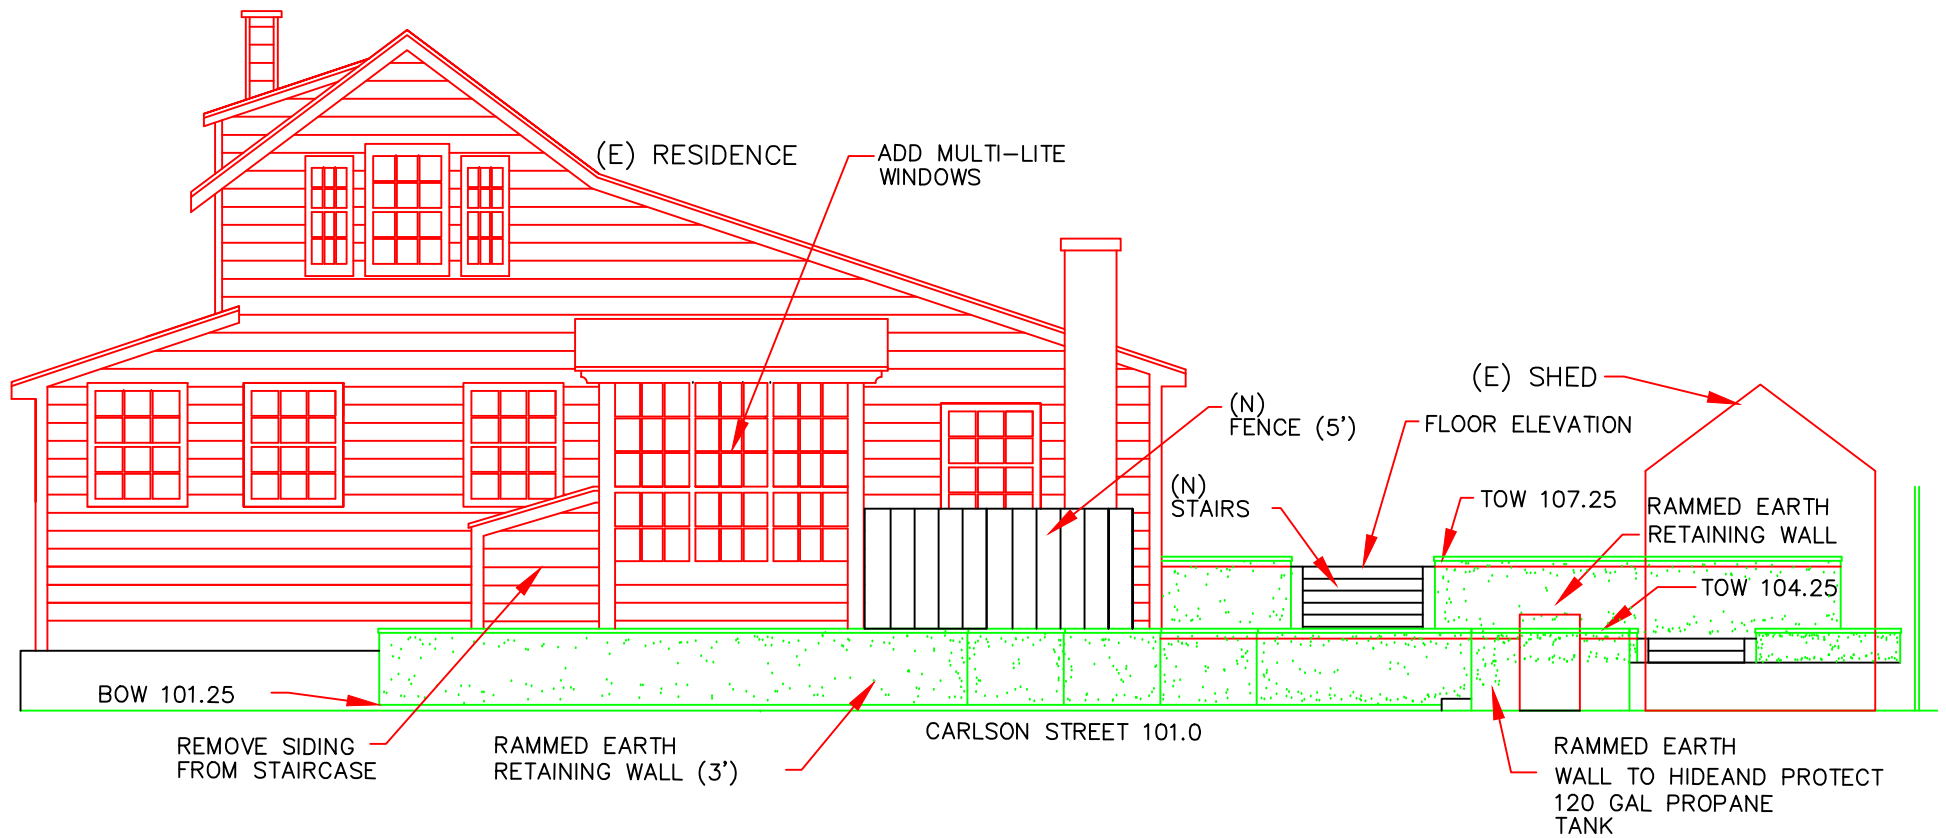 (E) RESIDENCE
ADD MULTI-LITE
WINDOWS
(E) SHED
(N)
FENCE (5')
FLOOR ELEVATION
(N)
STAIRS
TOW 107.25
RAMMED EARTH
RETAINING WALL
TOW 104.25
BOW 101.25
CARLSON STREET 101.0
REMOVE SIDING
FROM STAIRCASE
RAMMED EARTH
RETAINING WALL (3')
RAMMED EARTH
WALL TO HIDEAND PROTECT
120 GAL PROPANE
TANK